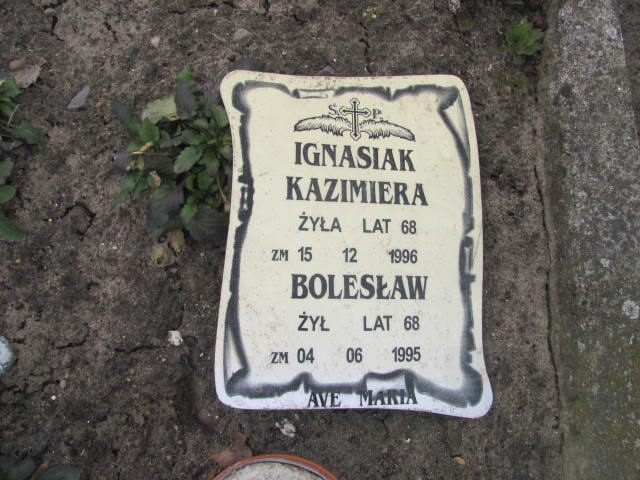 Ś. P.
IGNASIAK
KAZIMIERA
ŻYŁA LAT 68
ZM 15 12 1996
BOLESŁAW
ŻYŁ LAT 68
ZM 04 06 1995
AVE MARIA